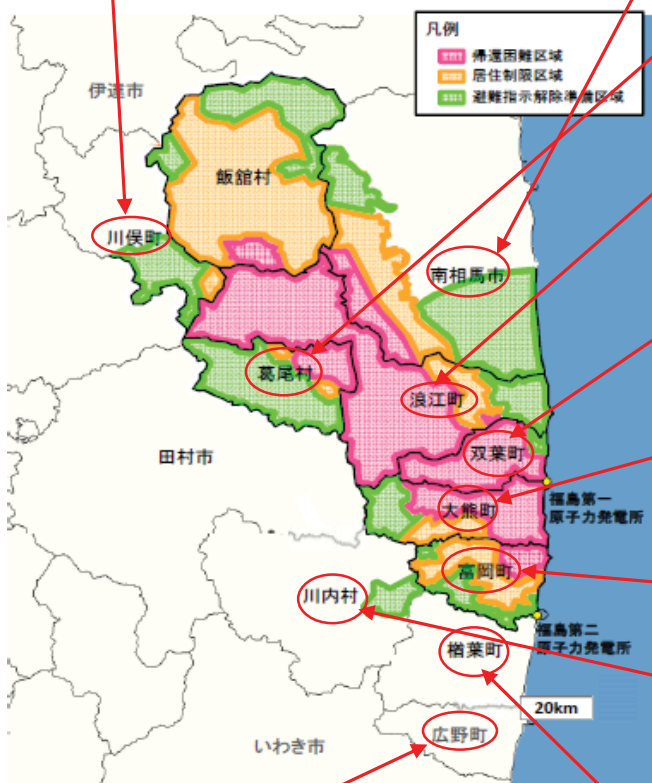 凡例
帰還困難区域
居住制限区域
避難指示解除準備区域
伊達市
飯舘村
川俣町
南相馬市
葛尾村
浪江町
双葉町
田村市
大熊町
福島第一
原子力発電所
富岡町
川内村
福島第二
原子力発電所
楢葉町
20km
広野町
いわき市